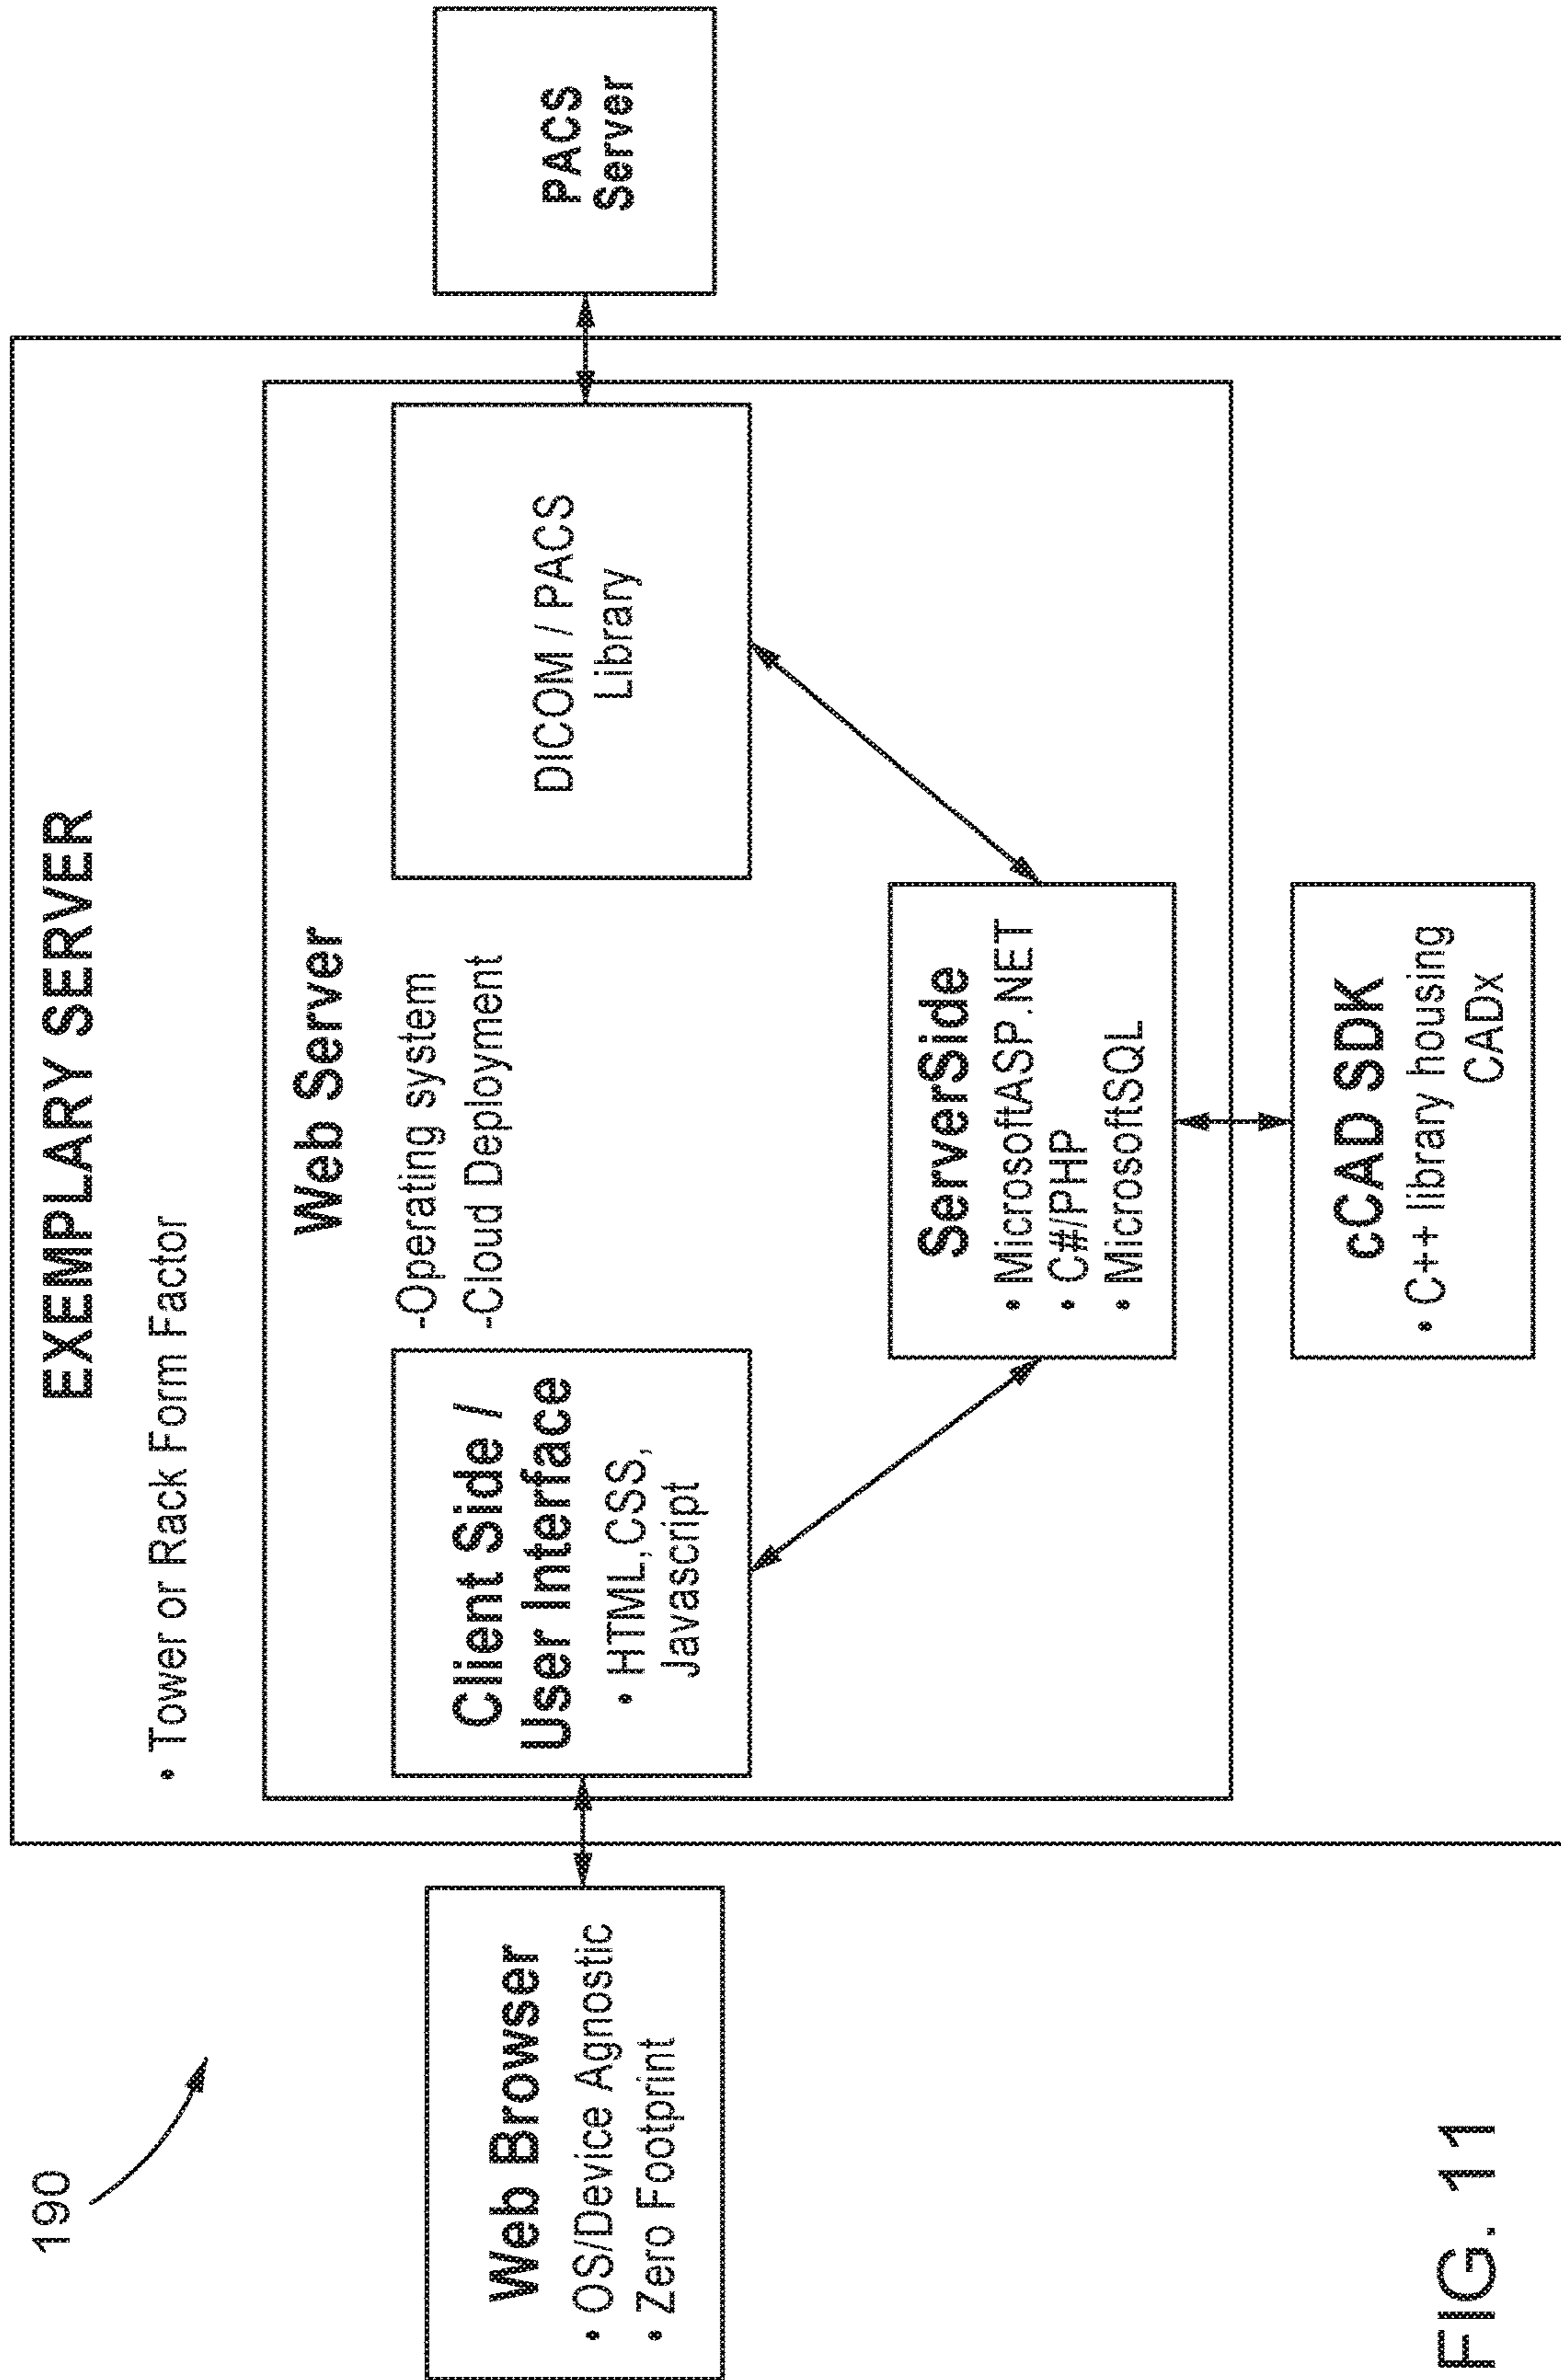 190
EXEMPLARY SERVER
• Tower or Rack Form Factor
Web Server
-Operating system
-Cloud Deployment
Web Browser
• OS/Device Agnostic
• Zero Footprint
Client Side /
User Interface
• HTML,CSS,
Javascript
DICOM / PACS
Library
PACS
Server
ServerSide
• MicrosoftASP.NET
• C#/PHP
• MicrosoftSQL
cCAD SDK
• C++ library housing
CADx
FIG. 11